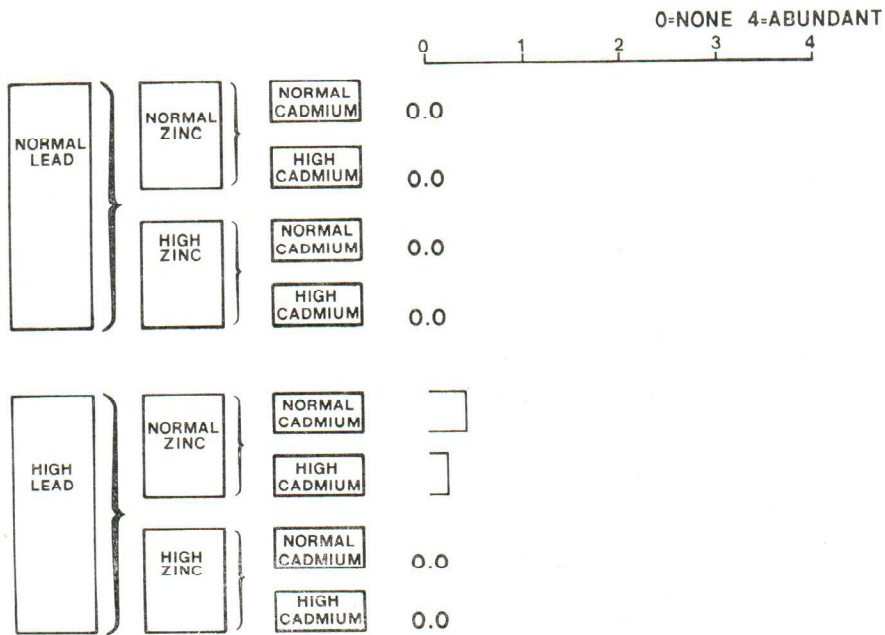 0=NONE 4=ABUNDANT
0 1 2 3 4
NORMAL
LEAD
NORMAL
ZINC
NORMAL
CADMIUM
0.0
HIGH
CADMIUM
0.0
HIGH
ZINC
NORMAL
CADMIUM
0.0
HIGH
CADMIUM
0.0
HIGH
LEAD
NORMAL
ZINC
NORMAL
CADMIUM
HIGH
CADMIUM
HIGH
ZINC
NORMAL
CADMIUM
0.0
HIGH
CADMIUM
0.0